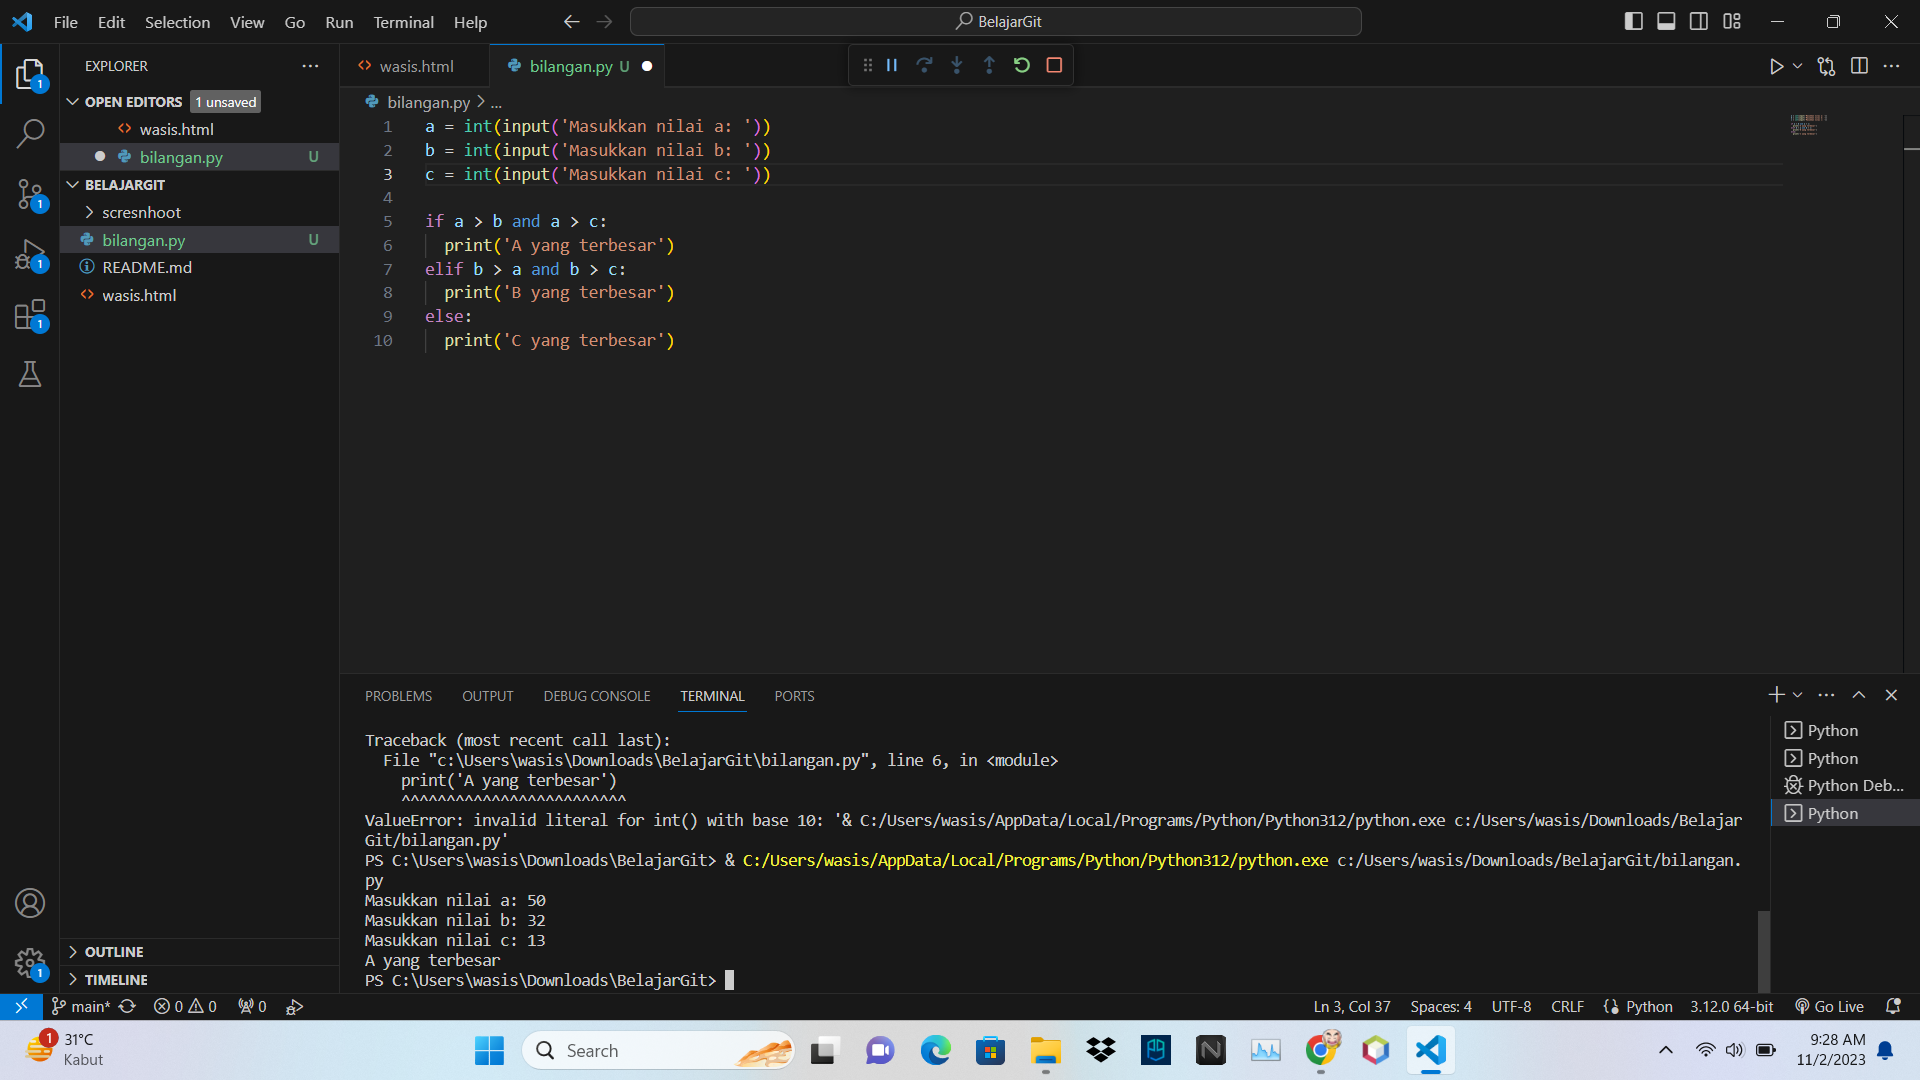 File Edit Selection View Go Run Terminal Help
BelajarGit
EXPLORER
OPEN EDITORS 1 unsaved
wasis.html
bilangan.py U
BELAJARGIT
scresnhoot
bilangan.py U
README.md
wasis.html
OUTLINE
TIMELINE
1
1
1
1
1
wasis.html
bilangan.py U
bilangan.py > ...
1 a = int(input('Masukkan nilai a: '))
2 b = int(input('Masukkan nilai b: '))
3 c = int(input('Masukkan nilai c: '))
4
5 if a > b and a > c:
6 print('A yang terbesar')
7 elif b > a and b > c:
8 print('B yang terbesar')
9 else:
10 print('C yang terbesar')
PROBLEMS OUTPUT DEBUG CONSOLE TERMINAL PORTS
Traceback (most recent call last):
File "c:\Users\wasis\Downloads\BelajarGit\bilangan.py", line 6, in <module>
print('A yang terbesar')
^^^^^^^^^^^^^^^^^^^^^^^^^
ValueError: invalid literal for int() with base 10: '& C:/Users/wasis/AppData/Local/Programs/Python/Python312/python.exe c:/Users/wasis/Downloads/Belajar
Git/bilangan.py'
PS C:\Users\wasis\Downloads\BelajarGit> & C:/Users/wasis/AppData/Local/Programs/Python/Python312/python.exe c:/Users/wasis/Downloads/BelajarGit/bilangan.
py
Masukkan nilai a: 50
Masukkan nilai b: 32
Masukkan nilai c: 13
A yang terbesar
PS C:\Users\wasis\Downloads\BelajarGit>
Python
Python
Python Deb...
Python
main* 0 0 0
Ln 3, Col 37 Spaces: 4 UTF-8 CRLF Python 3.12.0 64-bit Go Live
1
31°C
Kabut
Search
9:28 AM
11/2/2023